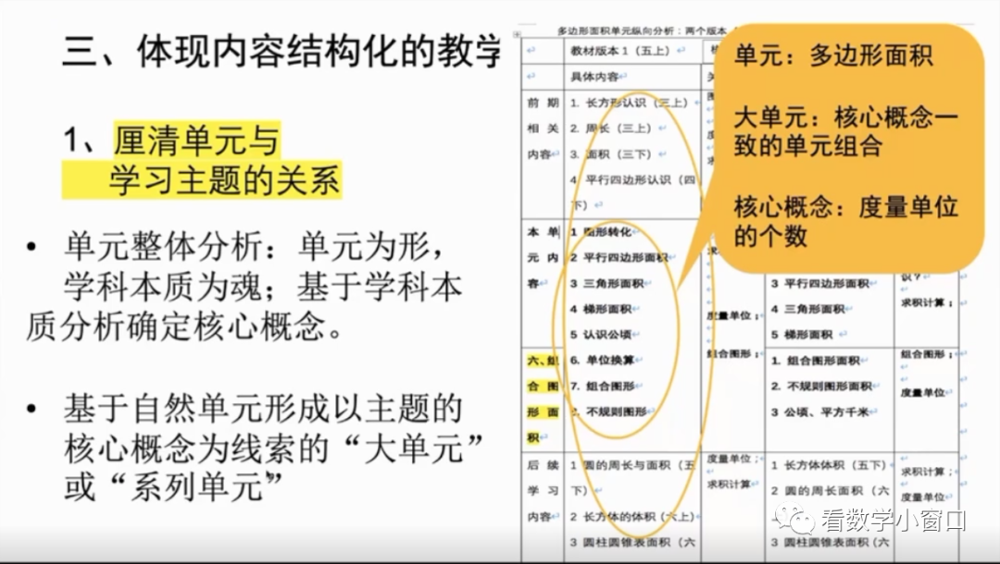 三、体现内容结构化的教学
1、厘清单元与
学习主题的关系
• 单元整体分析：单元为形，
学科本质为魂；基于学科本
质分析确定核心概念。
• 基于自然单元形成以主题的
核心概念为线索的“大单元”
或“系列单元”
多边形面积单元纵向分析：两个版本
教材版本1（五上）
具体内容
前期
相关
内容
1. 长方形认识（三上）
2. 周长（三上）
3. 面积（三下）
4 平行四边形认识（四
下）
本单
元内
容
1 图形转化
2 平行四边形面积
3 三角形面积
4 梯形面积
5 认识公顷
度量单位；
六、组
合图
形面
积
6. 单位换算
7. 组合图形
不规则图形
组合图形；
后续
学习
内容
1 圆的周长与面积（五
下）
2 长方体的体积（六上）
3 圆柱圆锥表面积（六
度量单位；
求积计算
3 平行四边形面积
4 三角形面积
5 梯形面积
识？
求积计算；
1. 组合图形面积
2. 不规则图形面积
3 公顷、平方千米
组合图形；
度量单位
1 长方体体积（五下）
2 圆的周长面积（六
3 圆柱圆锥表面积（六
求积计算；
度量单位
单元：多边形面积
大单元：核心概念一
致的单元组合
核心概念：度量单位
的个数
看数学小窗口